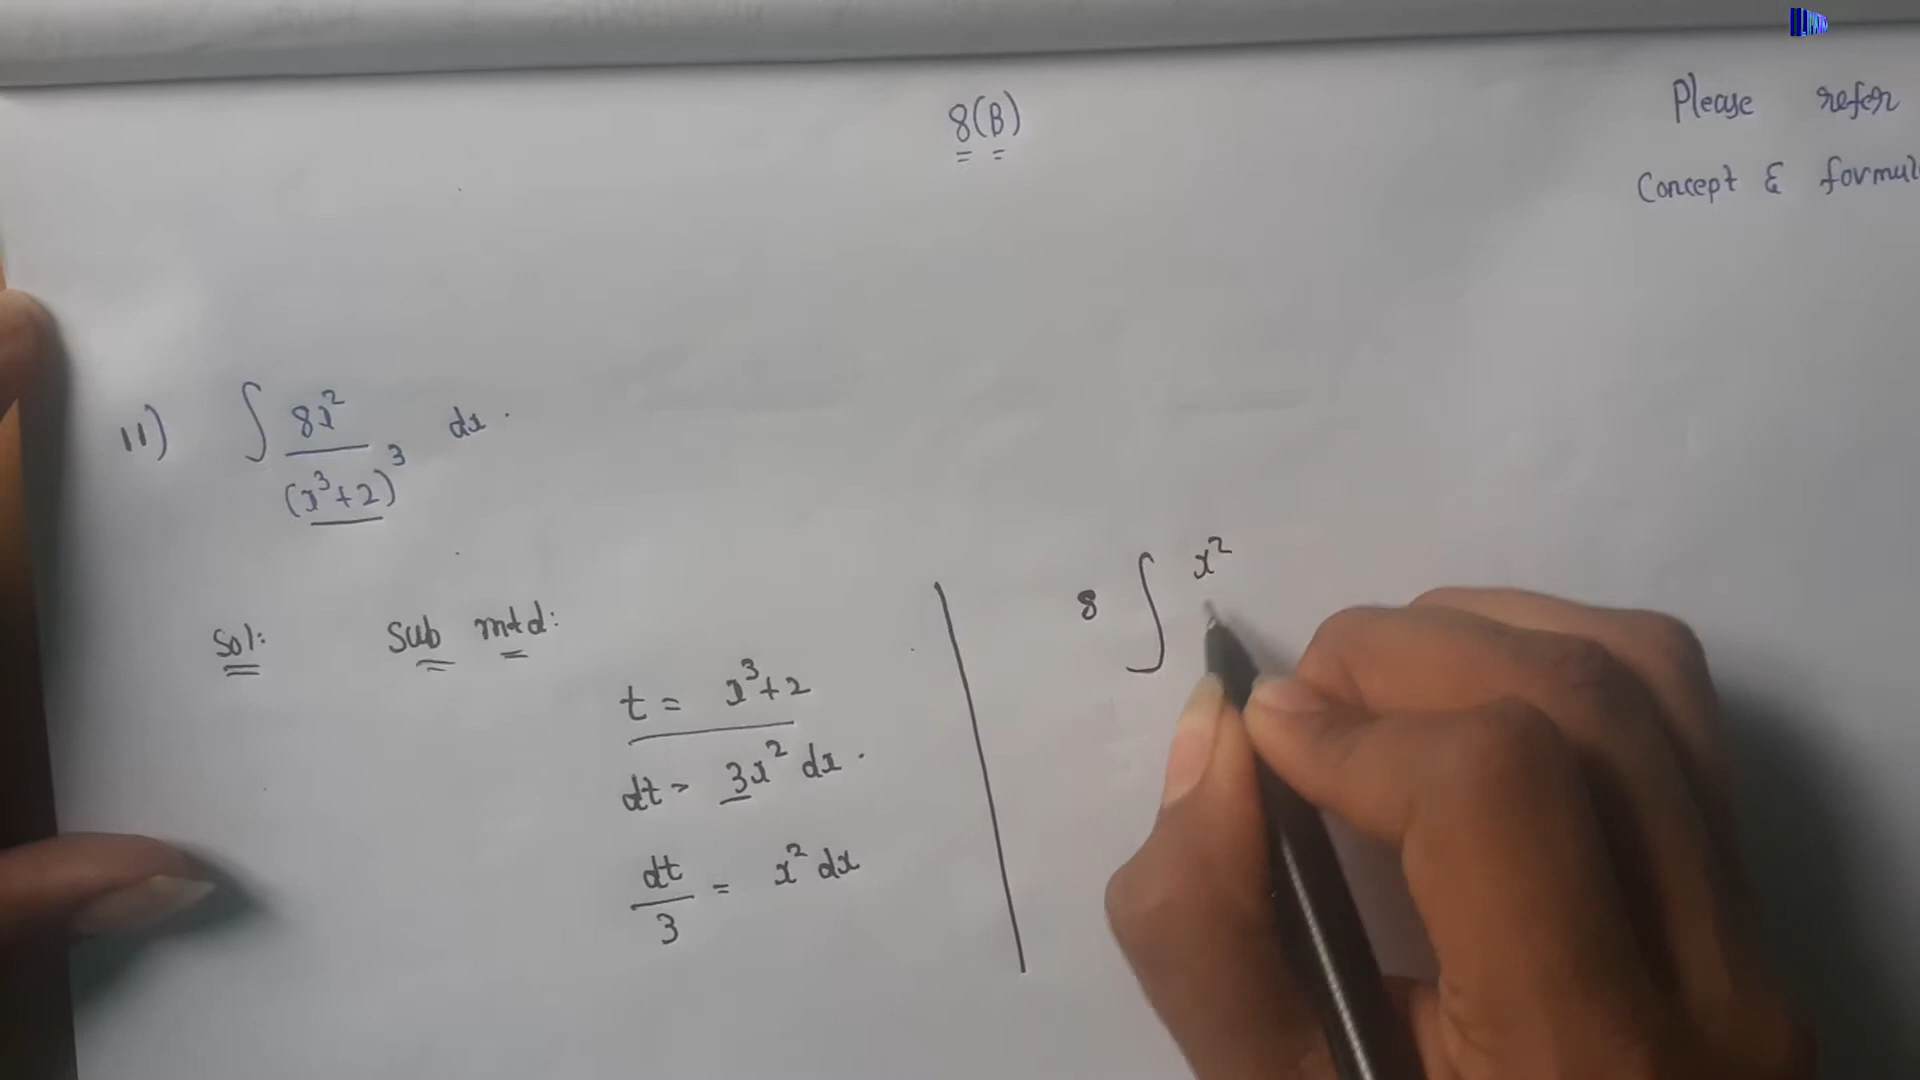 8(B)
Please refer
Concept & formul
11) ∫ 8x²/(x³+2)³ dx.
Sol: Sub mtd:
t = x³+2
dt = 3x² dx.
dt/3 = x² dx
8 ∫ x²